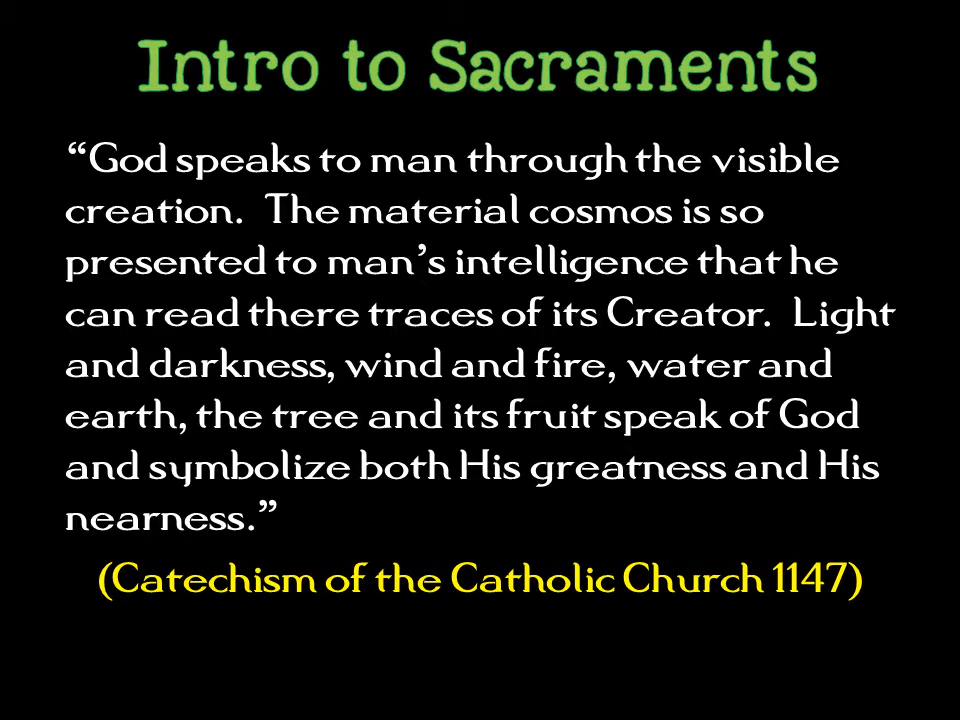 Intro to Sacraments
“God speaks to man through the visible
creation.  The material cosmos is so
presented to man’s intelligence that he
can read there traces of its Creator.  Light
and darkness, wind and fire, water and
earth, the tree and its fruit speak of God
and symbolize both His greatness and His
nearness.”
(Catechism of the Catholic Church 1147)